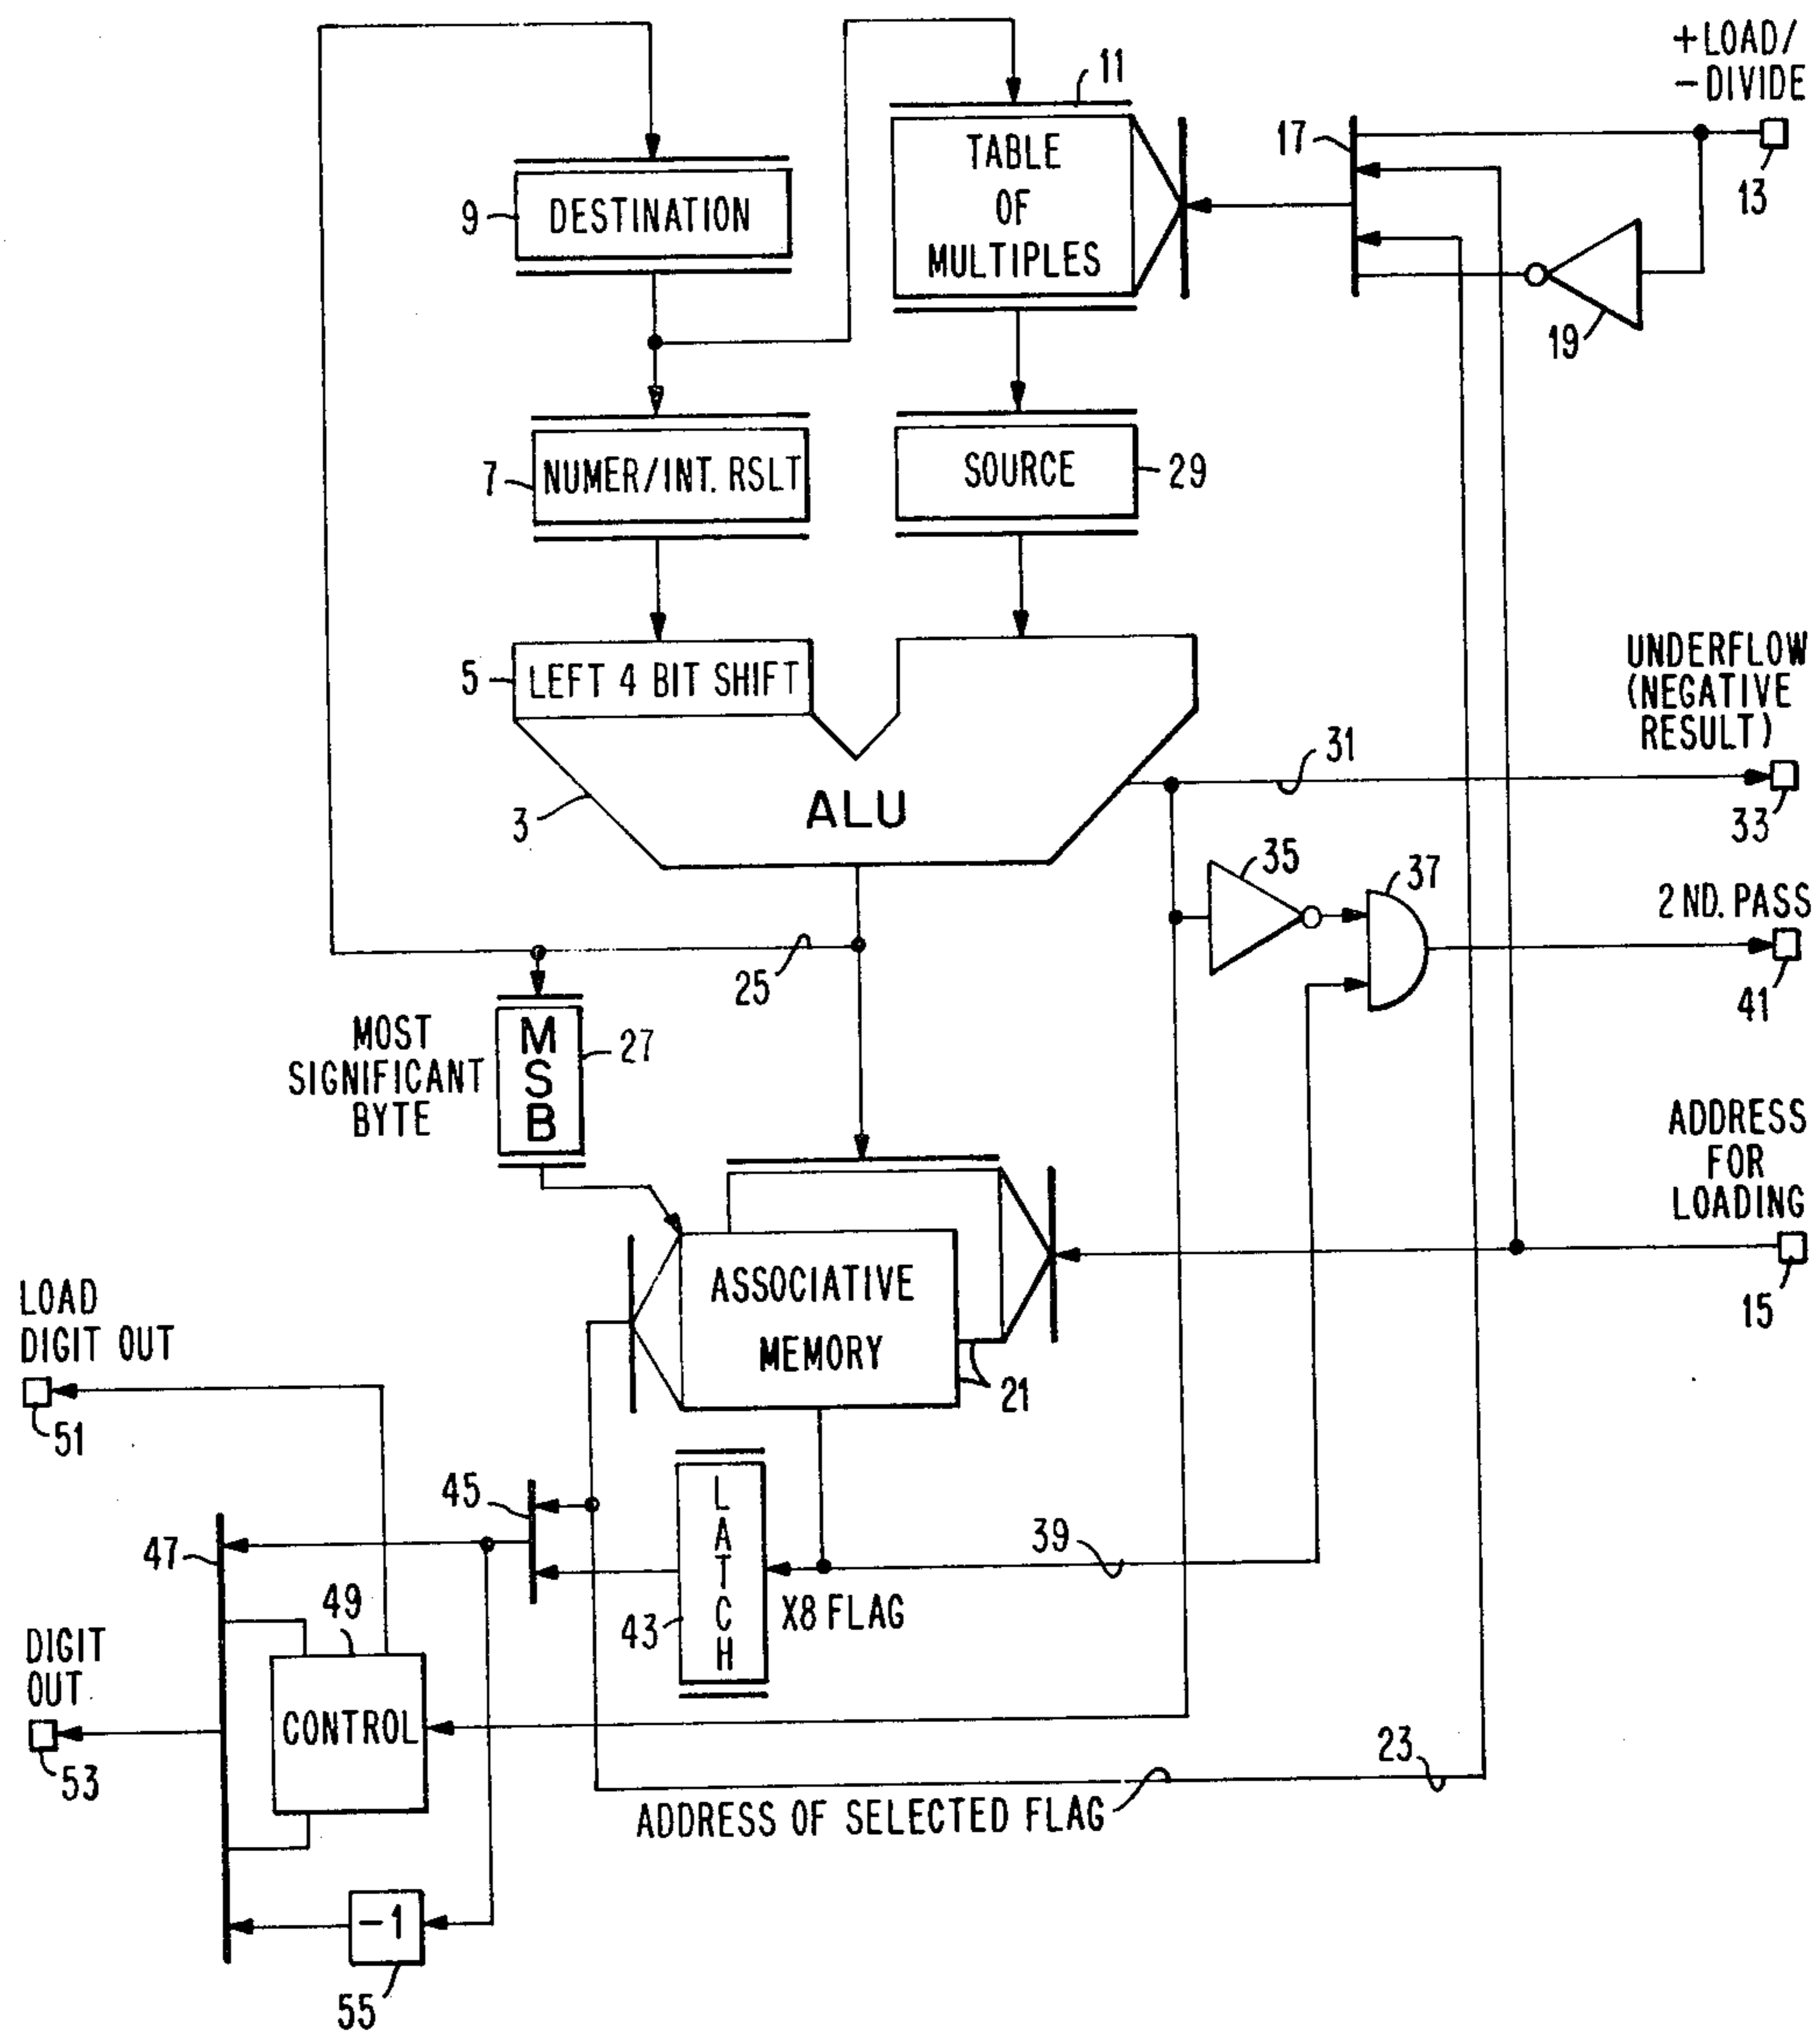 +LOAD/
-DIVIDE
11
17
13
TABLE
OF
MULTIPLES
9
DESTINATION
19
7
NUMER/INT. RSLT
SOURCE
29
5
LEFT 4 BIT SHIFT
UNDERFLOW
(NEGATIVE
RESULT)
31
33
3
ALU
35
37
2ND. PASS
41
25
MOST
SIGNIFICANT
BYTE
M
S
B
27
ADDRESS
FOR
LOADING
15
ASSOCIATIVE
MEMORY
21
LOAD
DIGIT OUT
51
45
47
L
A
T
C
H
43
X8 FLAG
39
49
DIGIT
OUT
53
CONTROL
23
ADDRESS OF SELECTED FLAG
-1
55